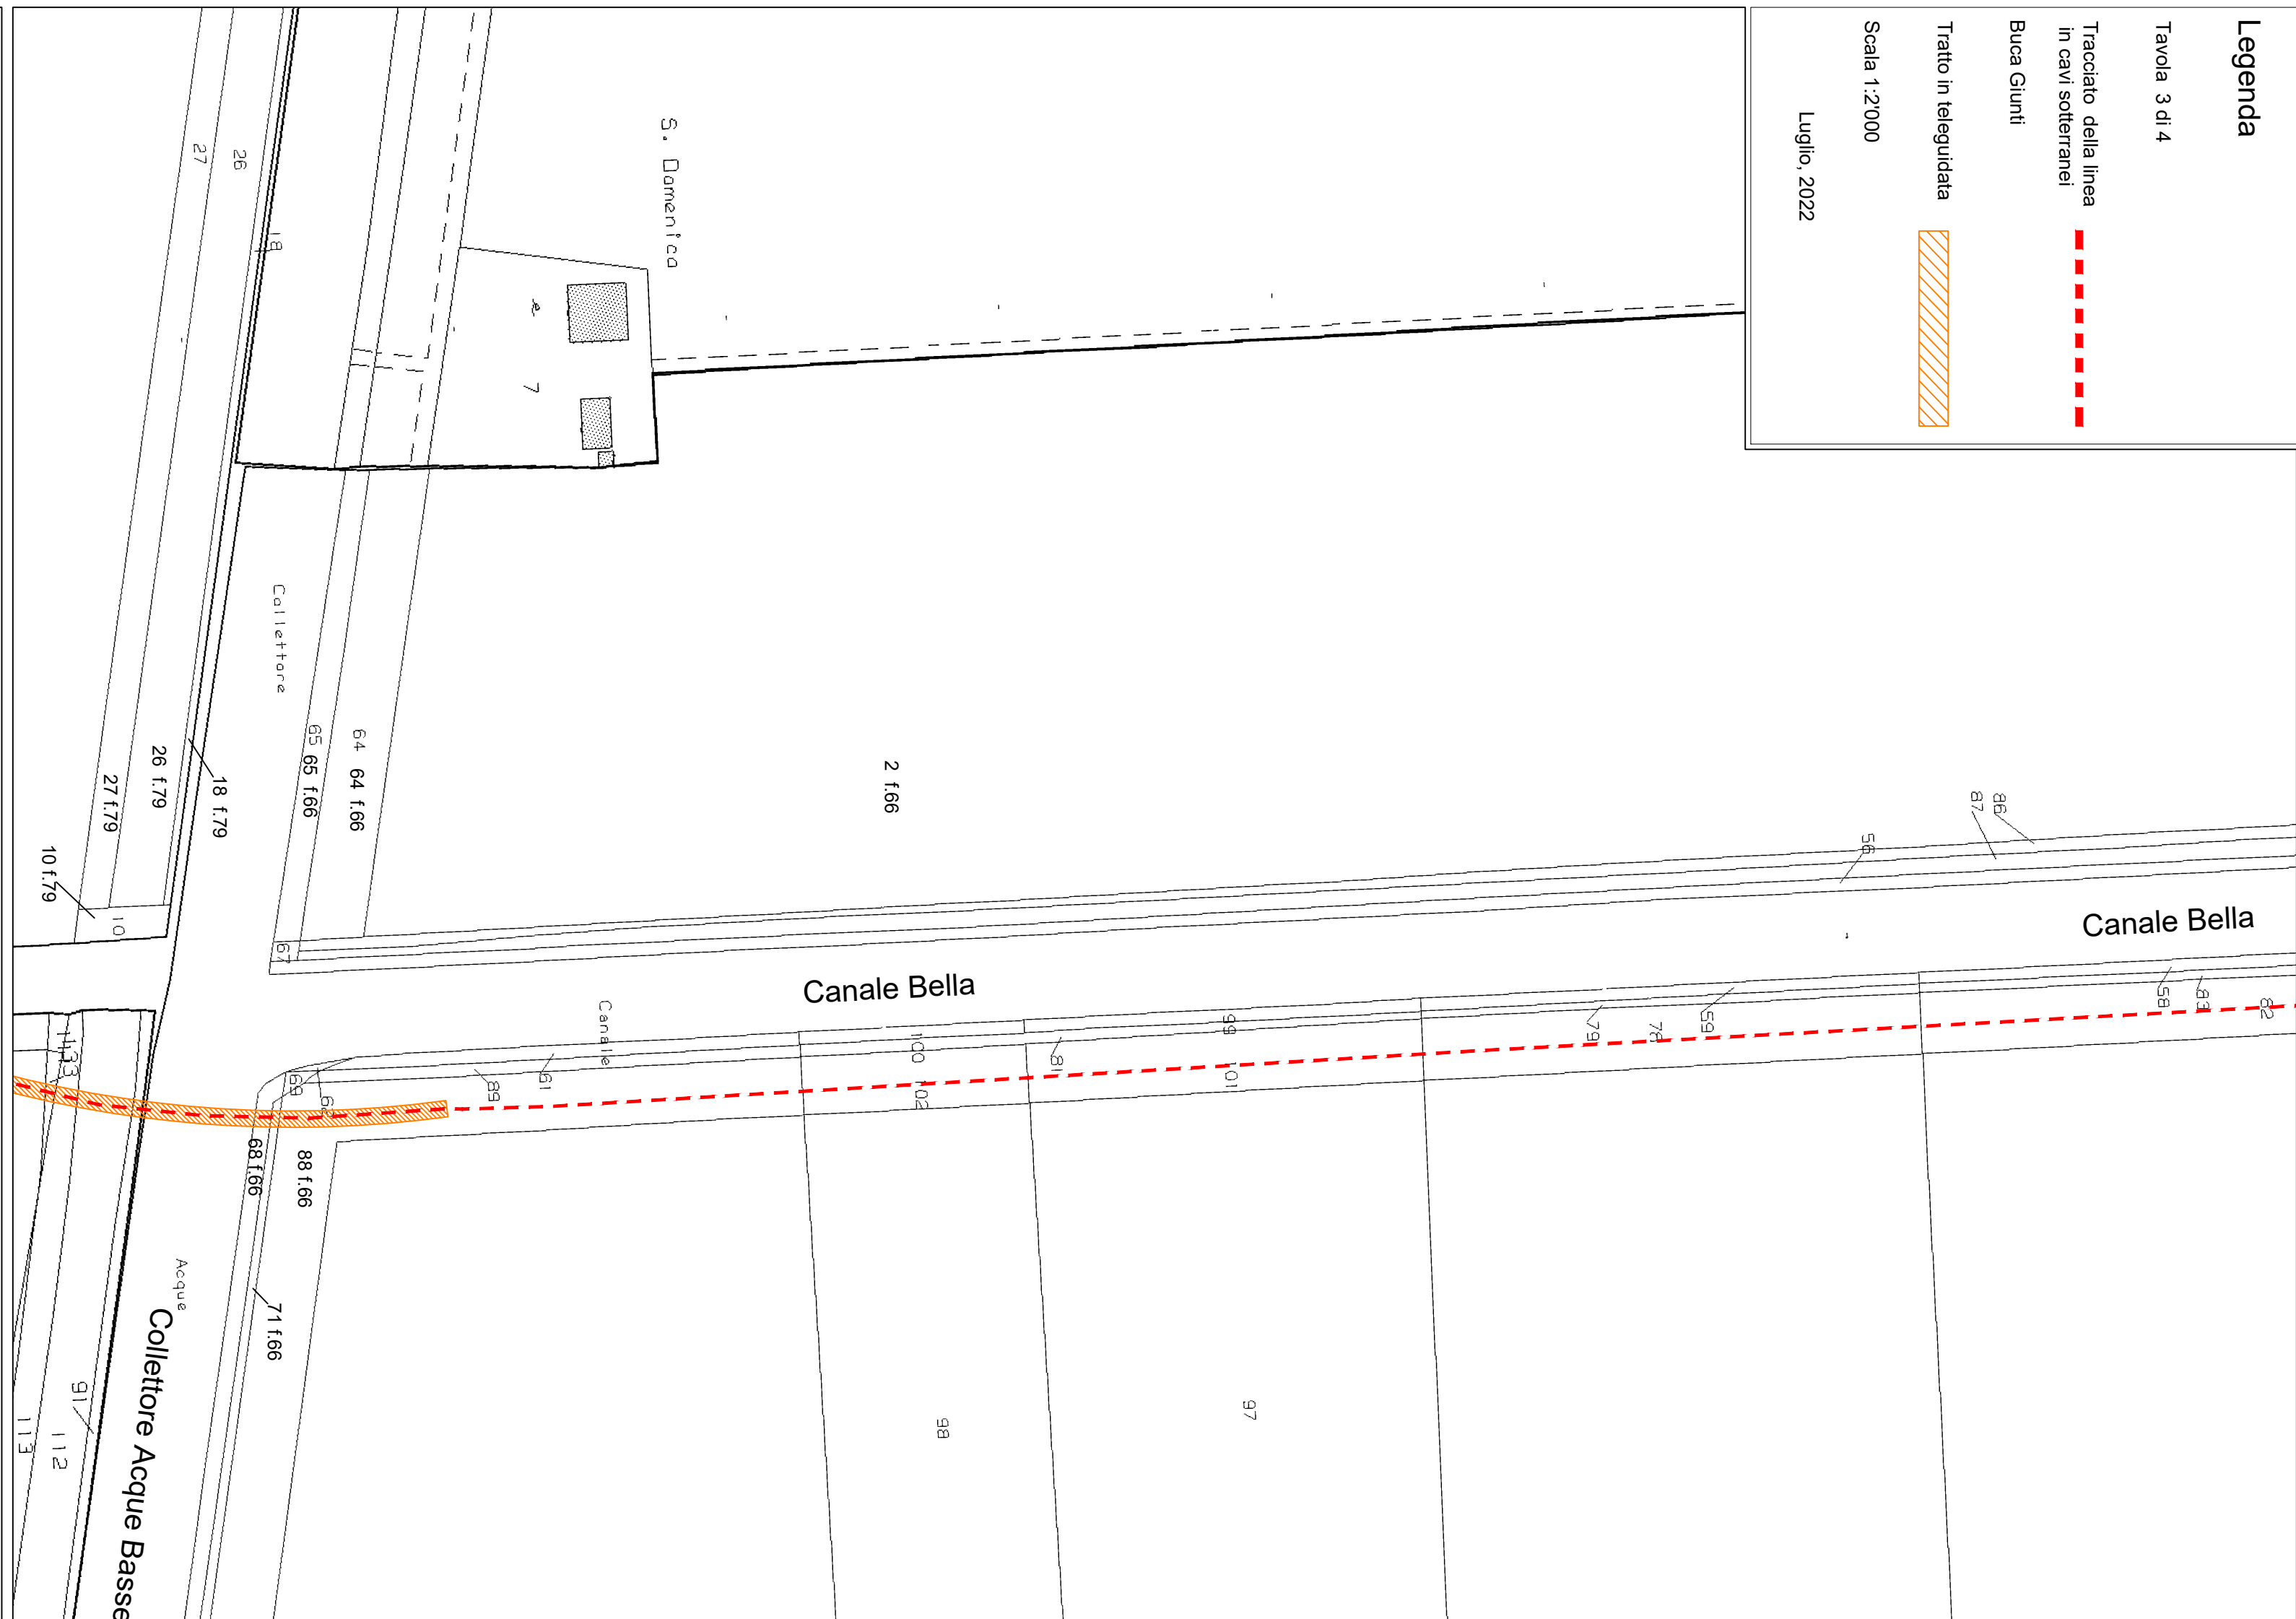 Legenda
Tavola 3 di 4
Tracciato della linea
in cavi sotterranei
Buca Giunti
Tratto in teleguidata
Scala 1:2'000
Luglio, 2022
S. Domenica
7
27
26
18
Collettore
65
65 f.66
64
64 f.66
2 f.66
18 f.79
26 f.79
27 f.79
10 f.79
10
67
86
87
56
Canale Bella
Canale Bella
Canale
58
83
82
59
78
79
99
101
81
100
102
61
89
62
69
68 f.66
88 f.66
71 f.66
Acque
Collettore Acque Basse
91
112
113
98
97